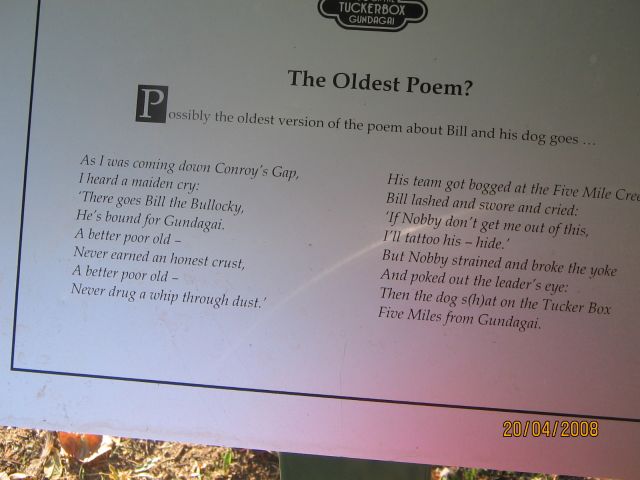 TUCKERBOX
GUNDAGAI
The Oldest Poem?
Possibly the oldest version of the poem about Bill and his dog goes ...
As I was coming down Conroy's Gap,
I heard a maiden cry:
'There goes Bill the Bullocky,
He's bound for Gundagai.
A better poor old –
Never earned an honest crust,
A better poor old –
Never drug a whip through dust.'
His team got bogged at the Five Mile Cree
Bill lashed and swore and cried:
'If Nobby don't get me out of this,
I'll tattoo his – hide.'
But Nobby strained and broke the yoke
And poked out the leader's eye:
Then the dog s(h)at on the Tucker Box
Five Miles from Gundagai.
20/04/2008